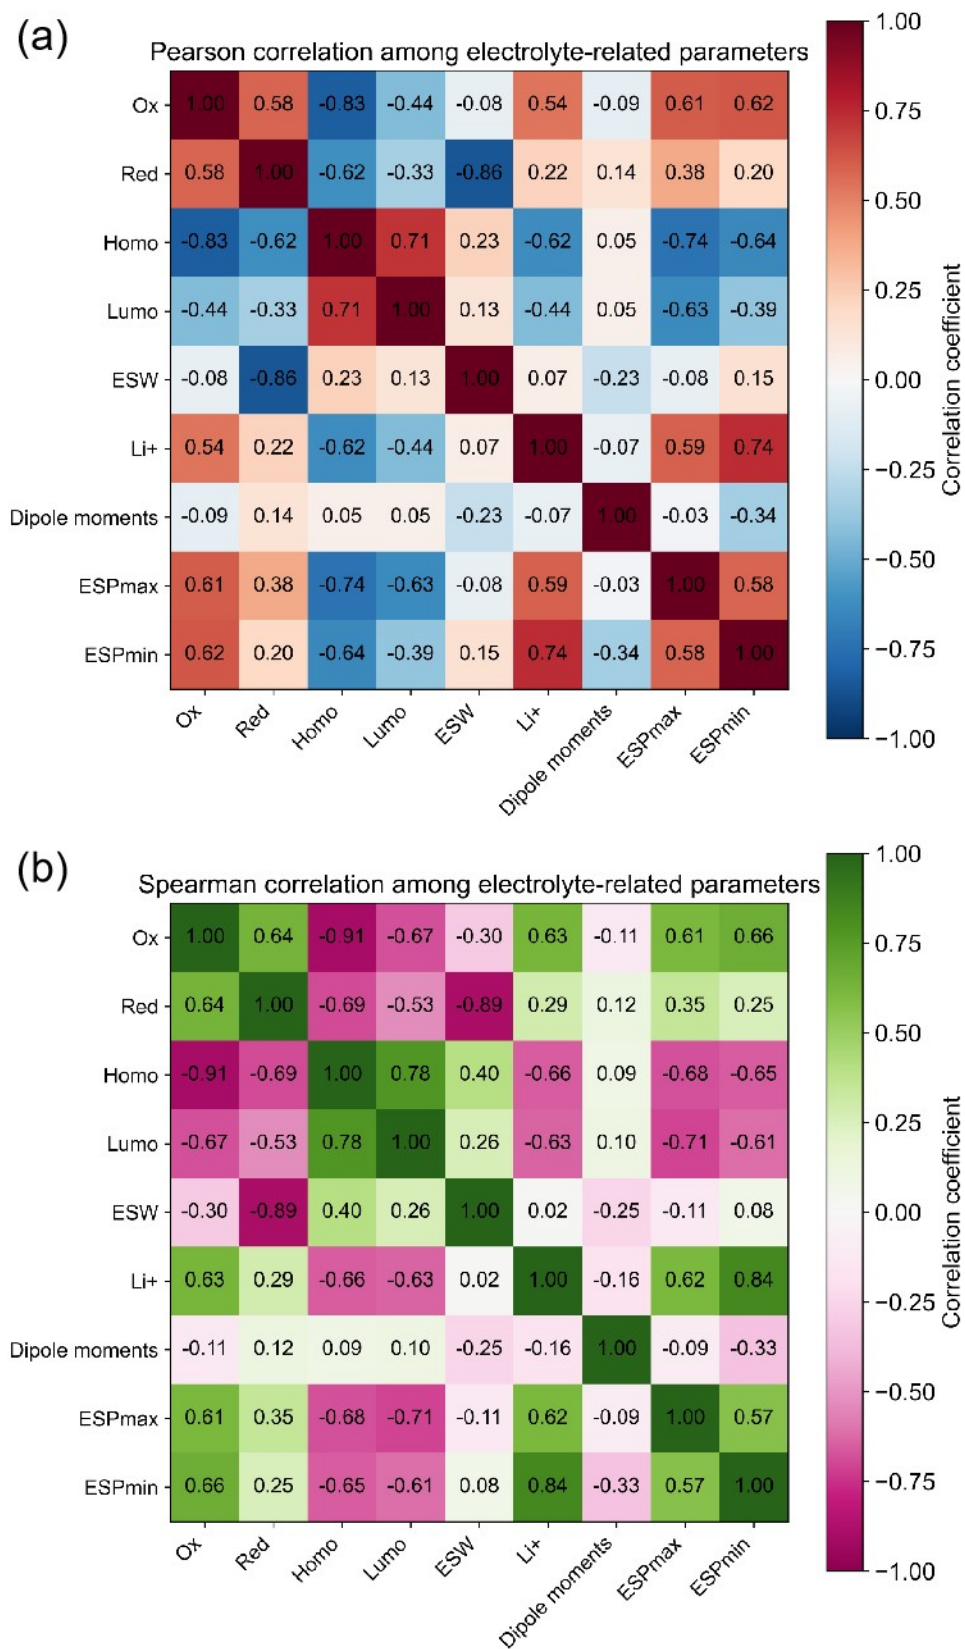 (a)
Pearson correlation among electrolyte-related parameters
Ox 1.00 0.58 -0.83 -0.44 -0.08 0.54 -0.09 0.61 0.62
Red 0.58 1.00 -0.62 -0.33 -0.86 0.22 0.14 0.38 0.20
Homo -0.83 -0.62 1.00 0.71 0.23 -0.62 0.05 -0.74 -0.64
Lumo -0.44 -0.33 0.71 1.00 0.13 -0.44 0.05 -0.63 -0.39
ESW -0.08 -0.86 0.23 0.13 1.00 0.07 -0.23 -0.08 0.15
Li+ 0.54 0.22 -0.62 -0.44 0.07 1.00 -0.07 0.59 0.74
Dipole moments -0.09 0.14 0.05 0.05 -0.23 -0.07 1.00 -0.03 -0.34
ESPmax 0.61 0.38 -0.74 -0.63 -0.08 0.59 -0.03 1.00 0.58
ESPmin 0.62 0.20 -0.64 -0.39 0.15 0.74 -0.34 0.58 1.00
Ox Red Homo Lumo ESW Li+ Dipole moments ESPmax ESPmin
1.00
0.75
0.50
0.25
0.00
−0.25
−0.50
−0.75
−1.00
Correlation coefficient
(b)
Spearman correlation among electrolyte-related parameters
Ox 1.00 0.64 -0.91 -0.67 -0.30 0.63 -0.11 0.61 0.66
Red 0.64 1.00 -0.69 -0.53 -0.89 0.29 0.12 0.35 0.25
Homo -0.91 -0.69 1.00 0.78 0.40 -0.66 0.09 -0.68 -0.65
Lumo -0.67 -0.53 0.78 1.00 0.26 -0.63 0.10 -0.71 -0.61
ESW -0.30 -0.89 0.40 0.26 1.00 0.02 -0.25 -0.11 0.08
Li+ 0.63 0.29 -0.66 -0.63 0.02 1.00 -0.16 0.62 0.84
Dipole moments -0.11 0.12 0.09 0.10 -0.25 -0.16 1.00 -0.09 -0.33
ESPmax 0.61 0.35 -0.68 -0.71 -0.11 0.62 -0.09 1.00 0.57
ESPmin 0.66 0.25 -0.65 -0.61 0.08 0.84 -0.33 0.57 1.00
Ox Red Homo Lumo ESW Li+ Dipole moments ESPmax ESPmin
1.00
0.75
0.50
0.25
0.00
−0.25
−0.50
−0.75
−1.00
Correlation coefficient